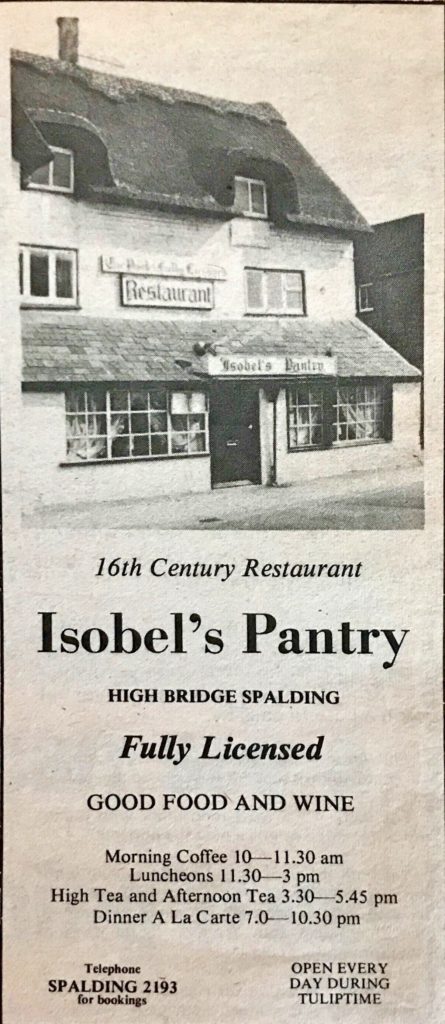 Restaurant
Isobel's Pantry
16th Century Restaurant
Isobel's Pantry
HIGH BRIDGE SPALDING
Fully Licensed
GOOD FOOD AND WINE
Morning Coffee 10—11.30 am
Luncheons 11.30—3 pm
High Tea and Afternoon Tea 3.30—5.45 pm
Dinner A La Carte 7.0—10.30 pm
Telephone
SPALDING 2193
for bookings
OPEN EVERY
DAY DURING
TULIPTIME